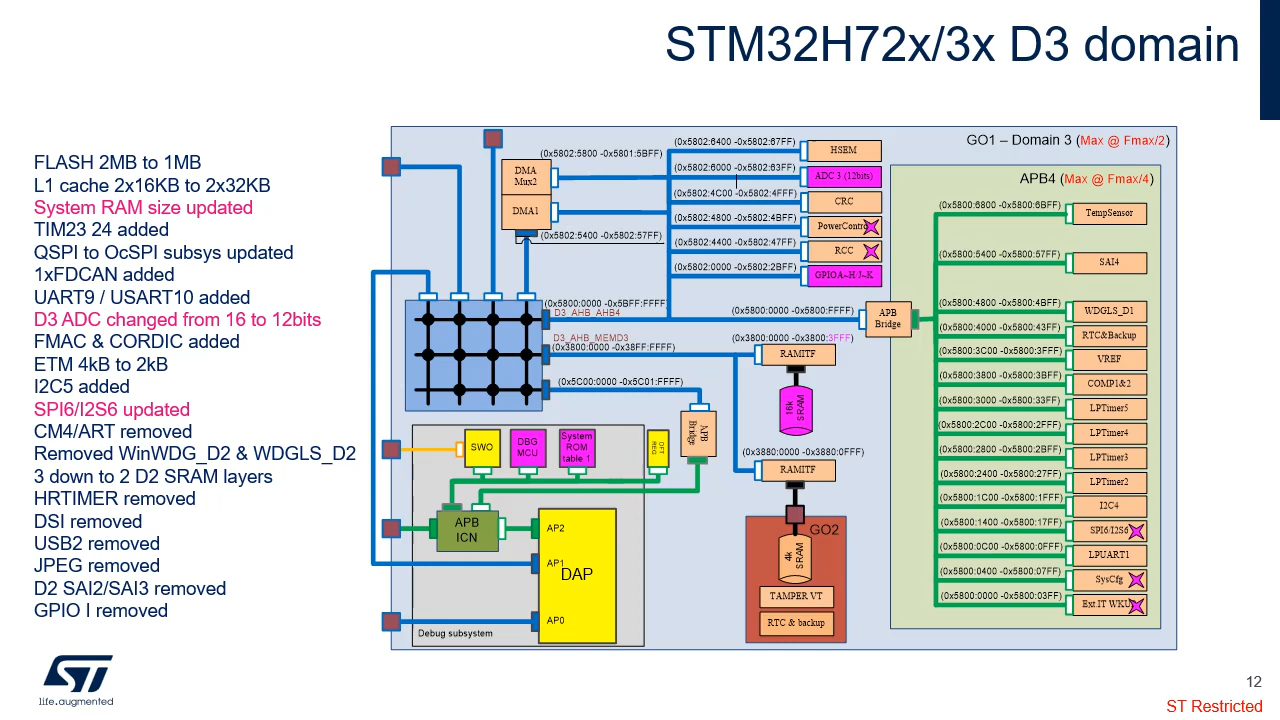 STM32H72x/3x D3 domain
FLASH 2MB to 1MB
L1 cache 2x16KB to 2x32KB
System RAM size updated
TIM23 24 added
QSPI to OcSPI subsys updated
1xFDCAN added
UART9 / USART10 added
D3 ADC changed from 16 to 12bits
FMAC & CORDIC added
ETM 4kB to 2kB
I2C5 added
SPI6/I2S6 updated
CM4/ART removed
Removed WinWDG_D2 & WDGLS_D2
3 down to 2 D2 SRAM layers
HRTIMER removed
DSI removed
USB2 removed
JPEG removed
D2 SAI2/SAI3 removed
GPIO I removed
GO1 – Domain 3 (Max @ Fmax/2)
(0x5802:5800 -0x5801:5BFF)
DMA
Mux2
DMA1
(0x5802:5400 -0x5802:57FF)
(0x5802:6400 -0x5802:67FF)
HSEM
(0x5802:6000 -0x5802:63FF)
ADC 3 (12bits)
(0x5802:4C00 -0x5802:4FFF)
CRC
(0x5802:4800 -0x5802:4BFF)
(0x5802:4400 -0x5802:47FF)
RCC
(0x5802:0000 -0x5802:2BFF)
GPIOA~H/J~K
(0x5800:0000 -0x5BFF:FFFF)
D3_AHB_AHB4
(0x5800:0000 -0x5800:FFFF)
APB
Bridge
D3_AHB_MEMD3
(0x3800:0000 -0x38FF:FFFF)
(0x3800:0000 -0x3800:3FFF)
RAMITF
16k
SRAM
(0x5C00:0000 -0x5C01:FFFF)
APB
Bridge
(0x3880:0000 -0x3880:0FFF)
RAMITF
GO2
4k
SRAM
TAMPER VT
RTC & backup
SWO
DBG
MCU
System
ROM
table 1
DFT
REG
APB
ICN
AP2
AP1
DAP
AP0
Debug subsystem
APB4 (Max @ Fmax/4)
(0x5800:6800 -0x5800:6BFF)
TempSensor
(0x5800:5400 -0x5800:57FF)
SAI4
(0x5800:4800 -0x5800:4BFF)
WDGLS_D1
(0x5800:4000 -0x5800:43FF)
RTC&Backup
(0x5800:3C00 -0x5800:3FFF)
VREF
(0x5800:3800 -0x5800:3BFF)
COMP1&2
(0x5800:3000 -0x5800:33FF)
LPTimer5
(0x5800:2C00 -0x5800:2FFF)
LPTimer4
(0x5800:2800 -0x5800:2BFF)
LPTimer3
(0x5800:2400 -0x5800:27FF)
LPTimer2
(0x5800:1C00 -0x5800:1FFF)
I2C4
(0x5800:1400 -0x5800:17FF)
SPI6/I2S6
(0x5800:0C00 -0x5800:0FFF)
LPUART1
(0x5800:0400 -0x5800:07FF)
SysCfg
(0x5800:0000 -0x5800:03FF)
Ext.IT WKU
ST
life.augmented
12
ST Restricted